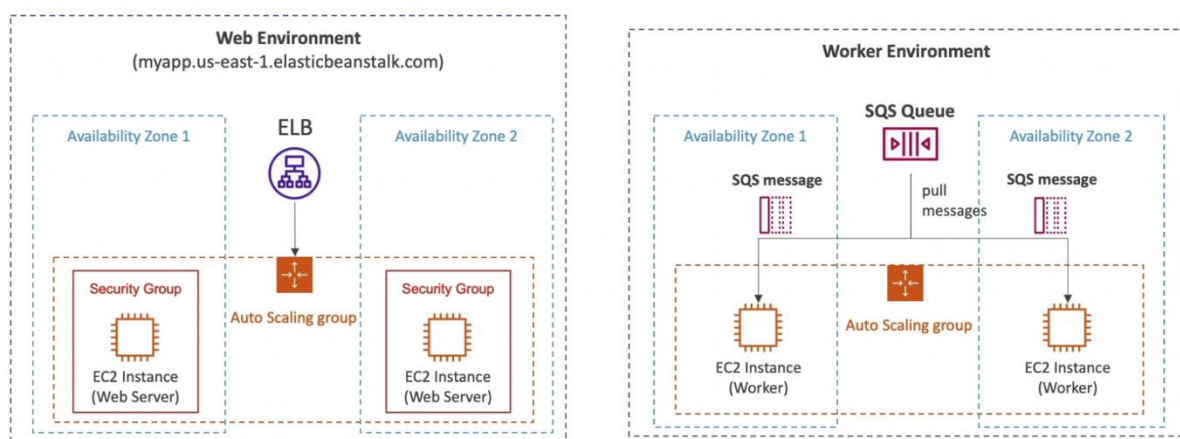 Web Environment
(myapp.us-east-1.elasticbeanstalk.com)
Availability Zone 1
ELB
Availability Zone 2
Security Group
Security Group
Auto Scaling group
EC2 Instance
(Web Server)
EC2 Instance
(Web Server)
Worker Environment
SQS Queue
Availability Zone 1
Availability Zone 2
SQS message
SQS message
pull
messages
Auto Scaling group
EC2 Instance
(Worker)
EC2 Instance
(Worker)